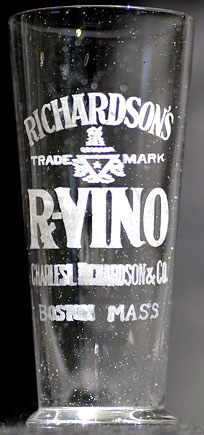 RICHARDSON'S
TRADE MARK
R-VINO
CHARLES L. RICHARDSON & CO.
BOSTON MASS